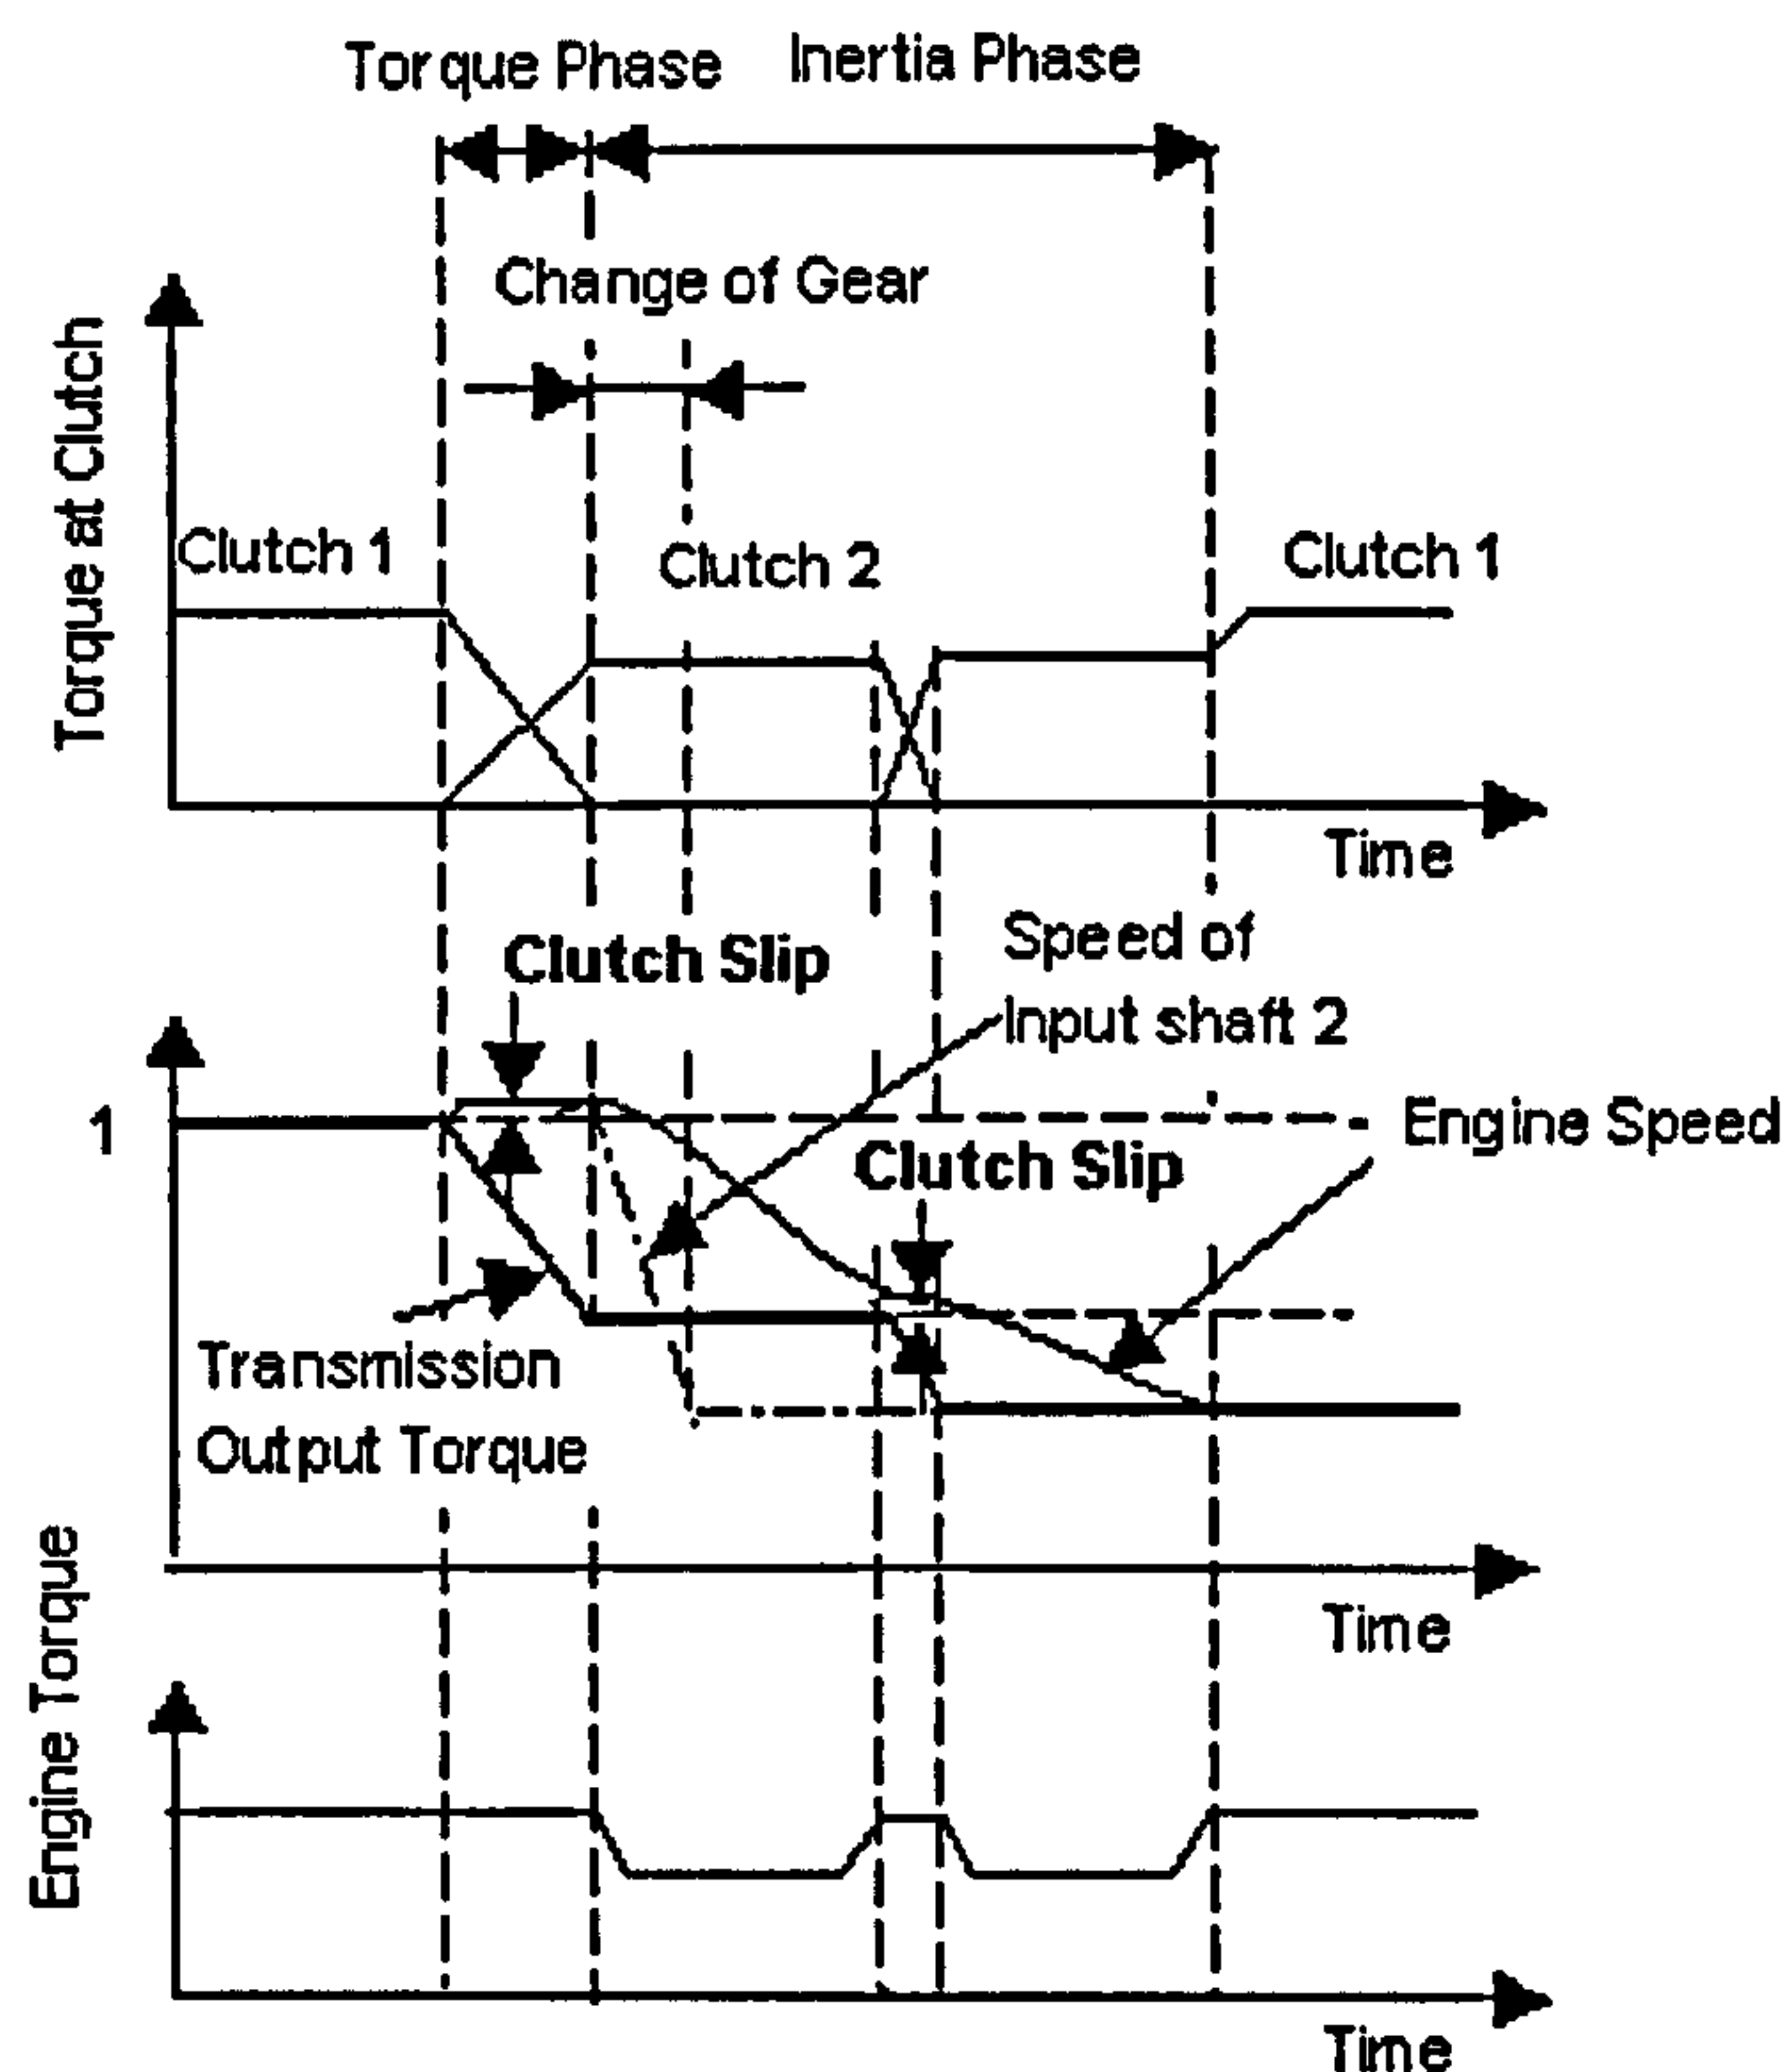 Torque Phase
Inertia Phase
Change of Gear
Torque at Clutch
Clutch 1
Clutch 2
Clutch 1
Time
Clutch Slip
Speed of
Input shaft 2
1
Engine Speed
Clutch Slip
Transmission
Output Torque
Time
Engine Torque
Time